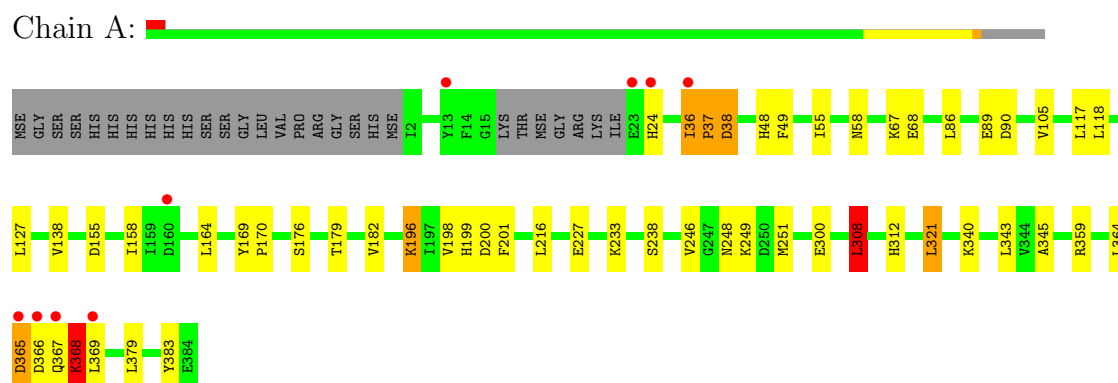 Chain A:
MSE GLY SER SER HIS HIS HIS HIS HIS HIS SER SER GLY LEU VAL PRO ARG GLY SER HIS MSE I2 Y13 F14 G15 LYS THR MSE GLY ARG LYS ILE E23 H24 I36 P37 D38 H48 F49 I55 N58 K67 E68 L86 E89 D90 V105 L117 L118
L127 V138 D155 I158 I159 D160 L164 Y169 P170 S176 T179 V182 K196 I197 V198 H199 D200 F201 L216 E227 K233 S238 V246 G247 N248 K249 D250 M251 E300 L308 H312 L321 K340 L343 V344 A345 R359 L364
D365 D366 Q367 K368 L369 L379 Y383 E384